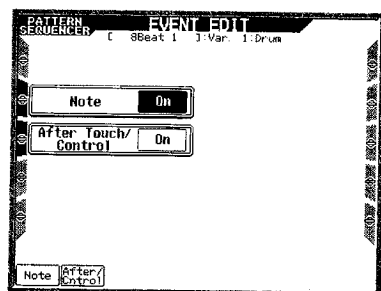 PATTERN
SEQUENCER
EVENT EDIT
[ 8Beat 1 ]:Var. 1:Drum
Note On
After Touch/
Control On
Note After/
Cntrol